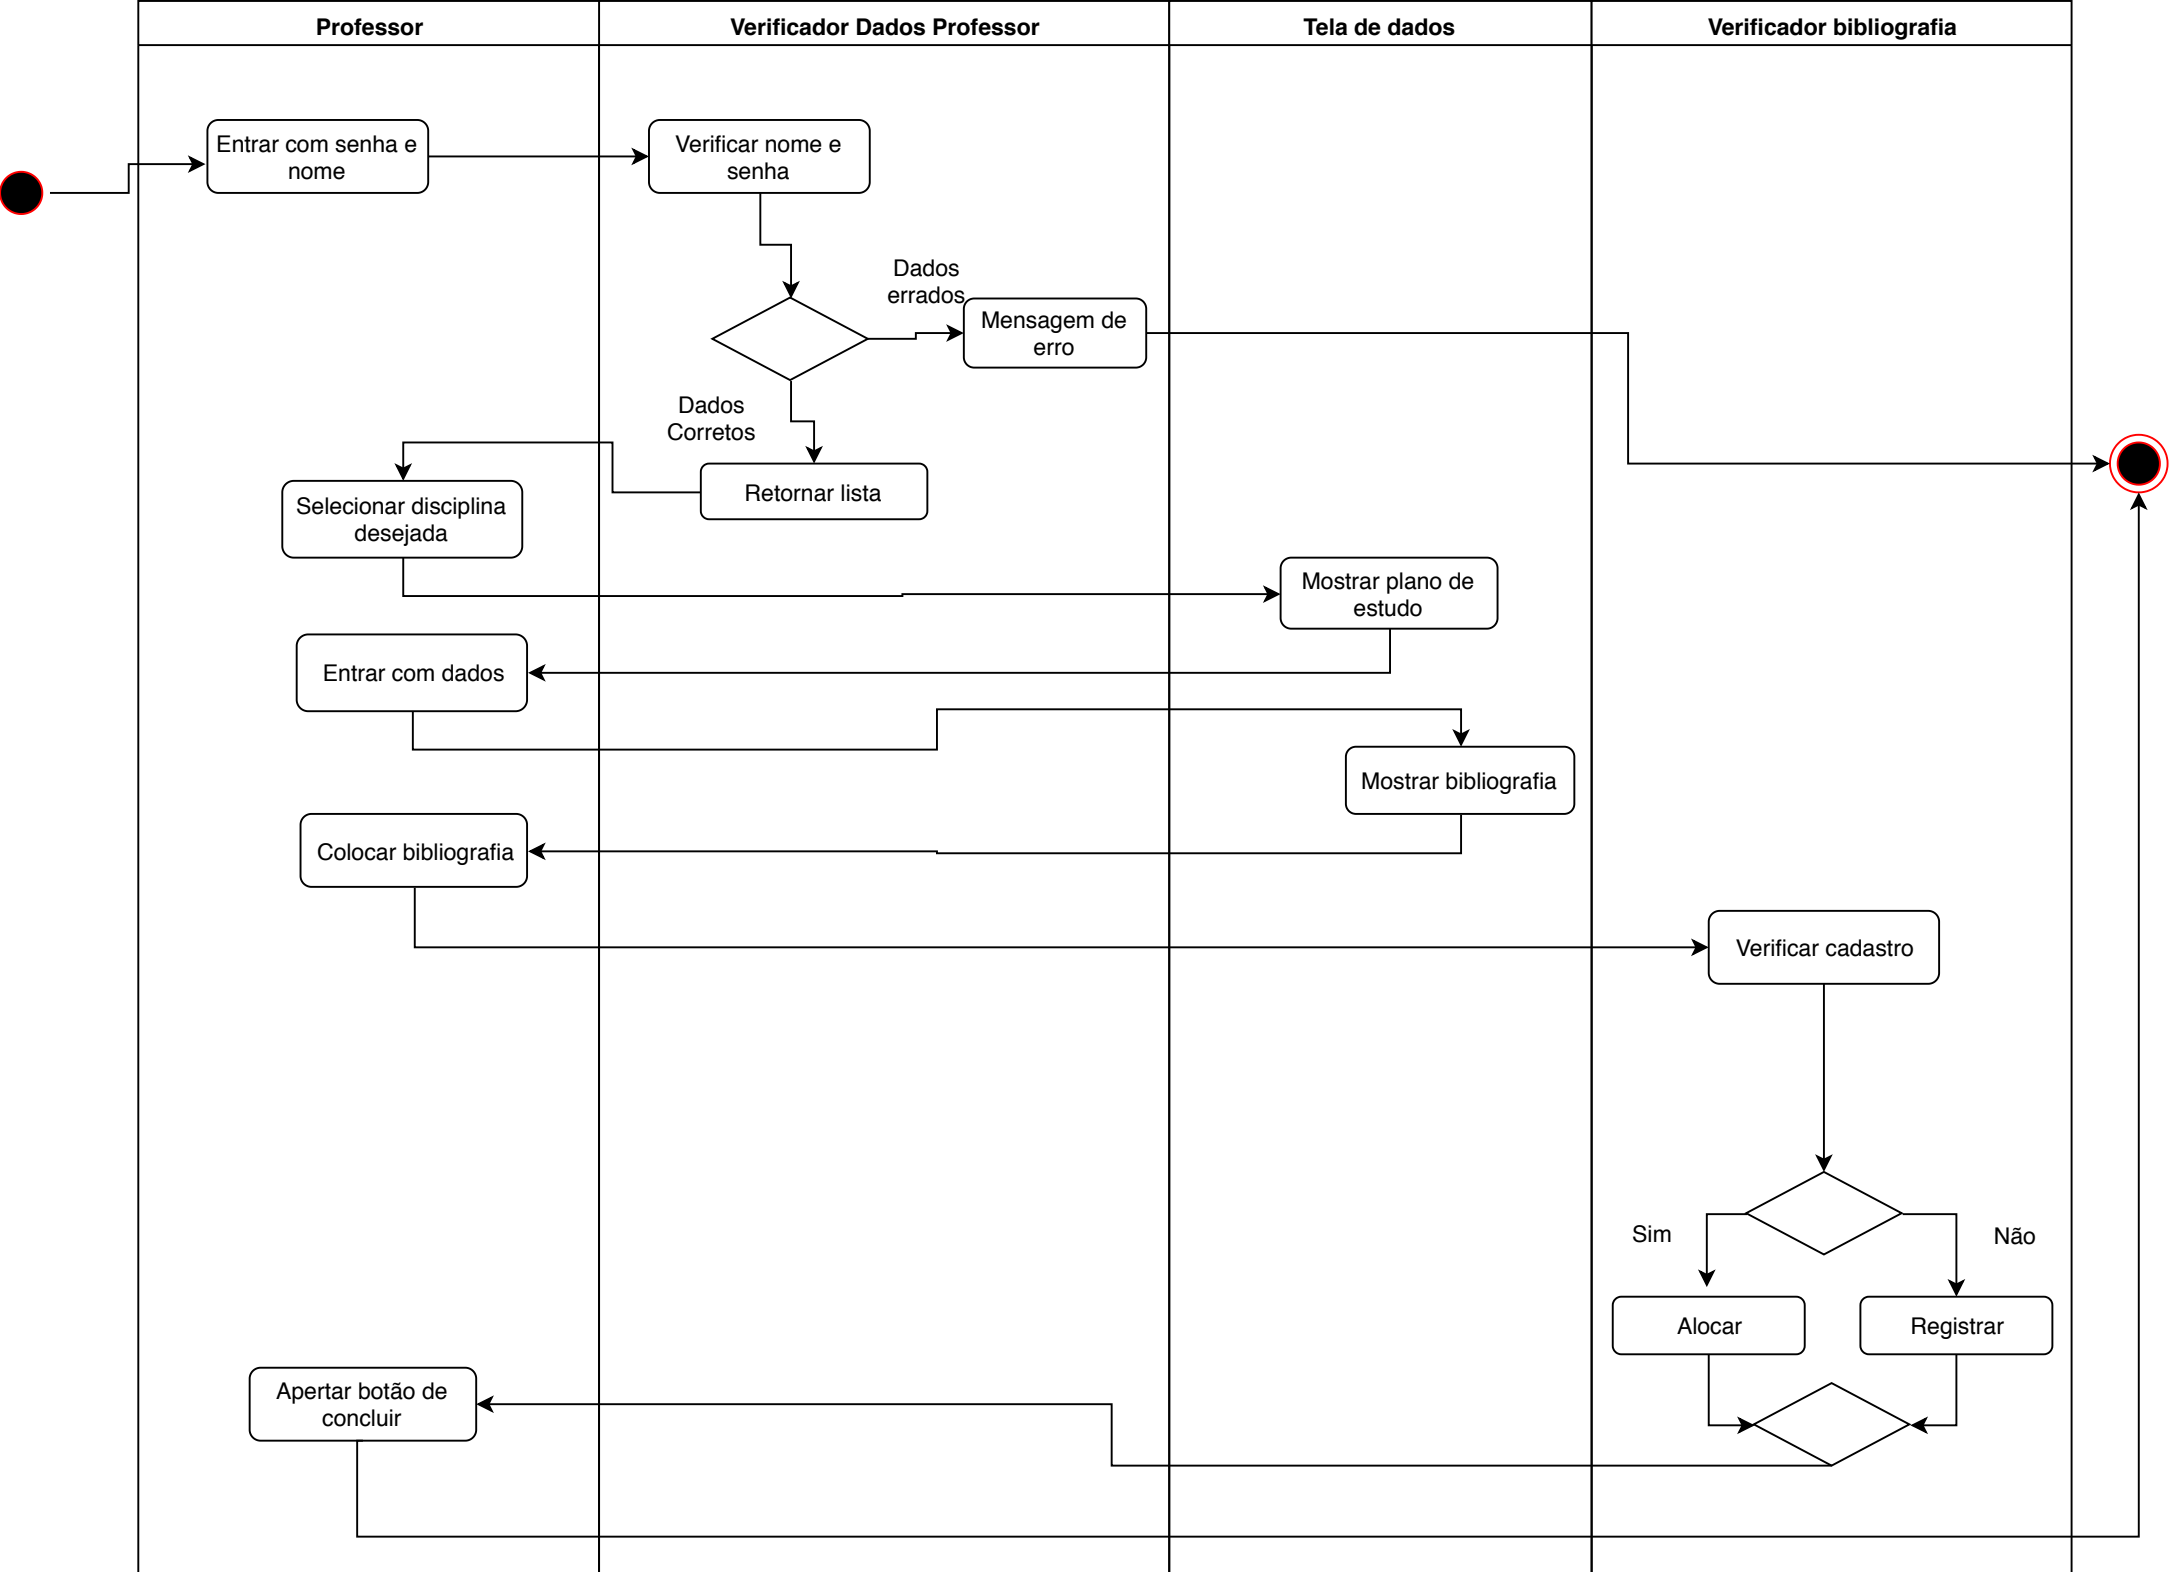 Professor
Verificador Dados Professor
Tela de dados
Verificador bibliografia
Entrar com senha e
nome
Verificar nome e
senha
Dados
errados
Mensagem de
erro
Dados
Corretos
Retornar lista
Selecionar disciplina
desejada
Mostrar plano de
estudo
Entrar com dados
Mostrar bibliografia
Colocar bibliografia
Verificar cadastro
Sim
Não
Alocar
Registrar
Apertar botão de
concluir